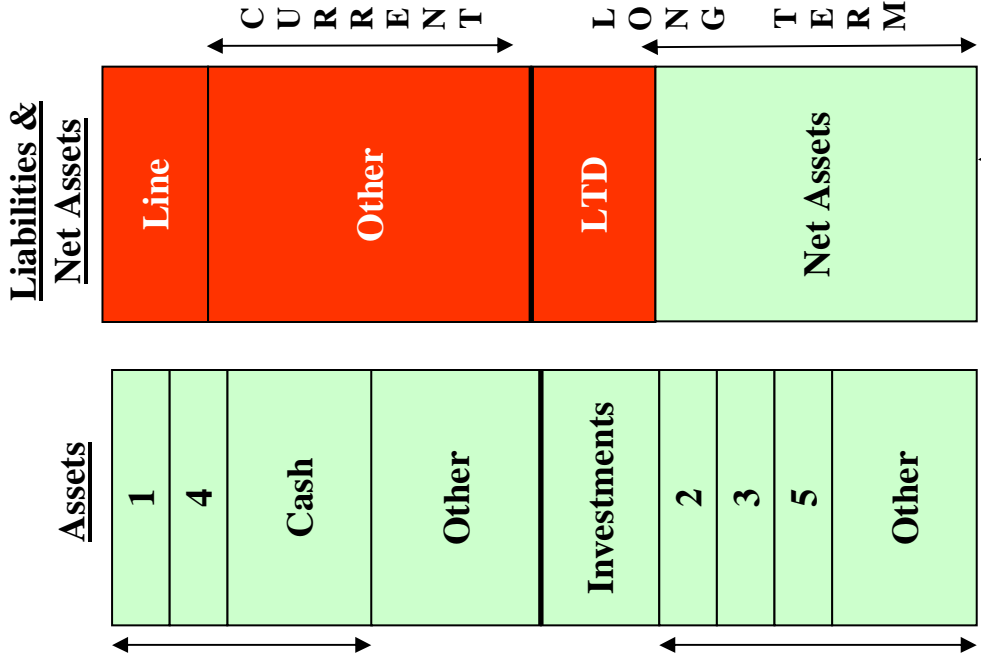 Assets
1
4
Cash
Other
Investments
2
3
5
Other
Liabilities &
Net Assets
Line
Other
LTD
Net Assets
CURRENT
LONG TERM